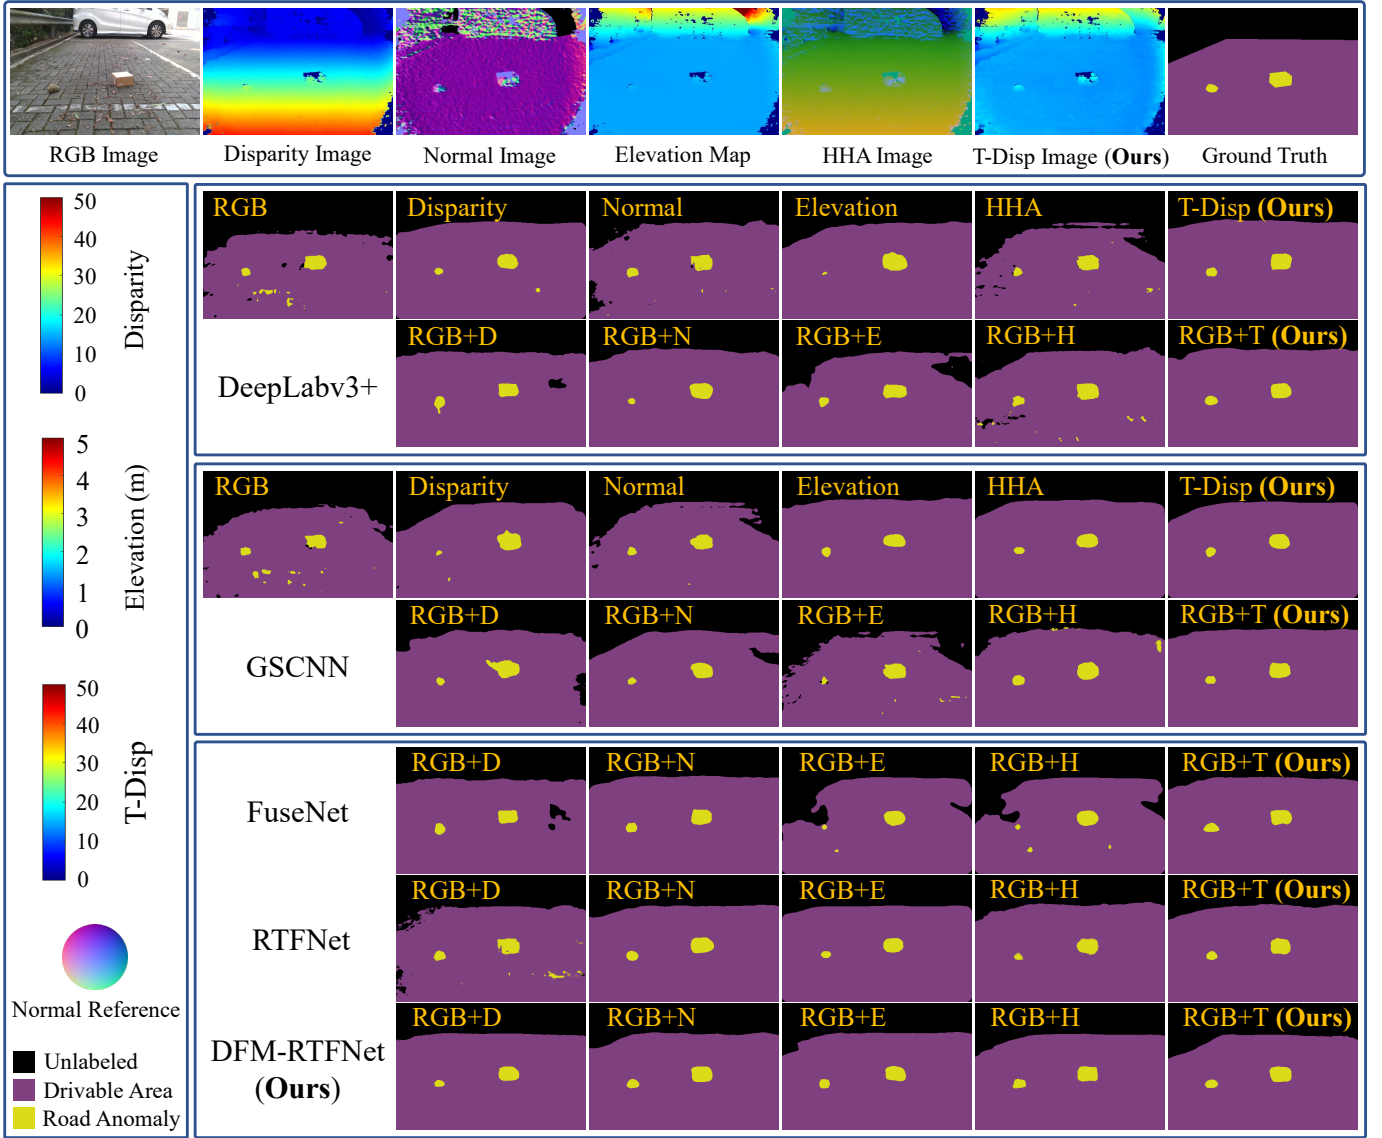 RGB Image
Disparity Image
Normal Image
Elevation Map
HHA Image
T-Disp Image (Ours)
Ground Truth
50
40
30
20
10
0
Disparity
5
4
3
2
1
0
Elevation (m)
50
40
30
20
10
0
T-Disp
Normal Reference
Unlabeled
Drivable Area
Road Anomaly
RGB
Disparity
Normal
Elevation
HHA
T-Disp (Ours)
DeepLabv3+
RGB+D
RGB+N
RGB+E
RGB+H
RGB+T (Ours)
RGB
Disparity
Normal
Elevation
HHA
T-Disp (Ours)
GSCNN
RGB+D
RGB+N
RGB+E
RGB+H
RGB+T (Ours)
FuseNet
RGB+D
RGB+N
RGB+E
RGB+H
RGB+T (Ours)
RTFNet
RGB+D
RGB+N
RGB+E
RGB+H
RGB+T (Ours)
DFM-RTFNet
(Ours)
RGB+D
RGB+N
RGB+E
RGB+H
RGB+T (Ours)